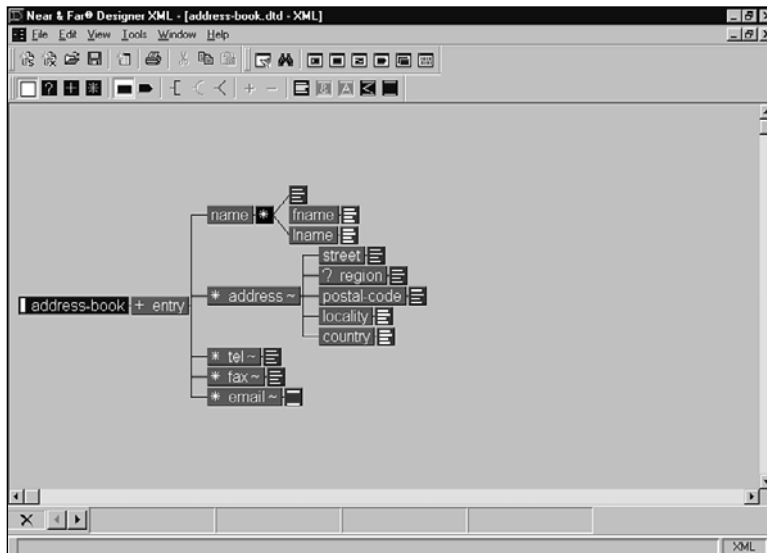 Near & Far® Designer XML - [address-book.dtd - XML]
File Edit View Tools Window Help
name *
fname
lname
street
? region
* address ~
postal-code
address-book + entry
locality
country
* tel ~
* fax ~
* email ~
XML